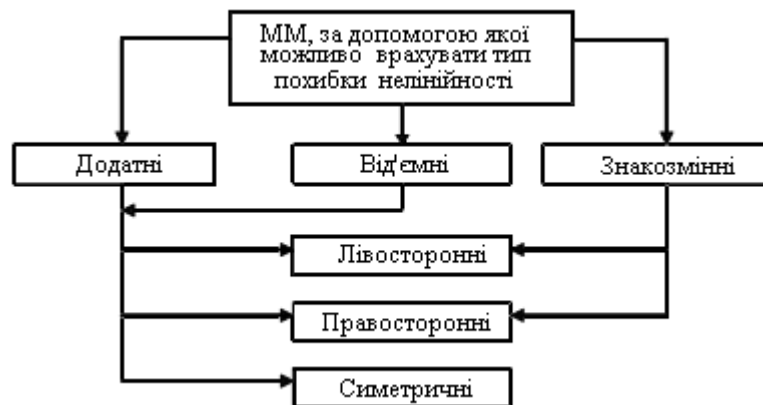 ММ, за допомогою якої
можливо врахувати тип
похибки нелінійності
Додатні
Від'ємні
Знакозмінні
Лівосторонні
Правосторонні
Симетричні